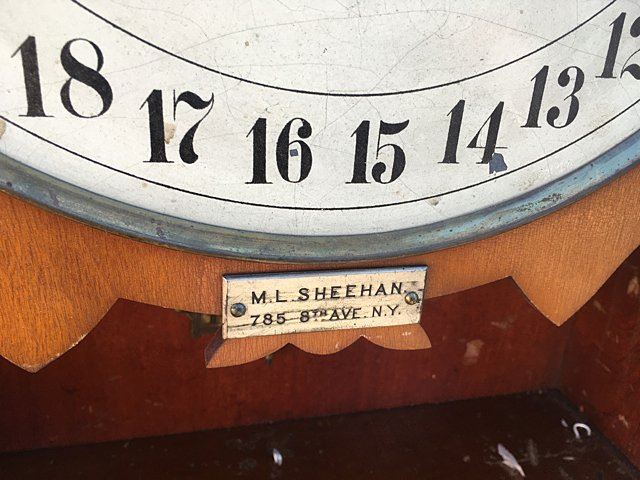 18 17 16 15 14 13 12
M.L. SHEEHAN.
785 8TH AVE. N.Y.